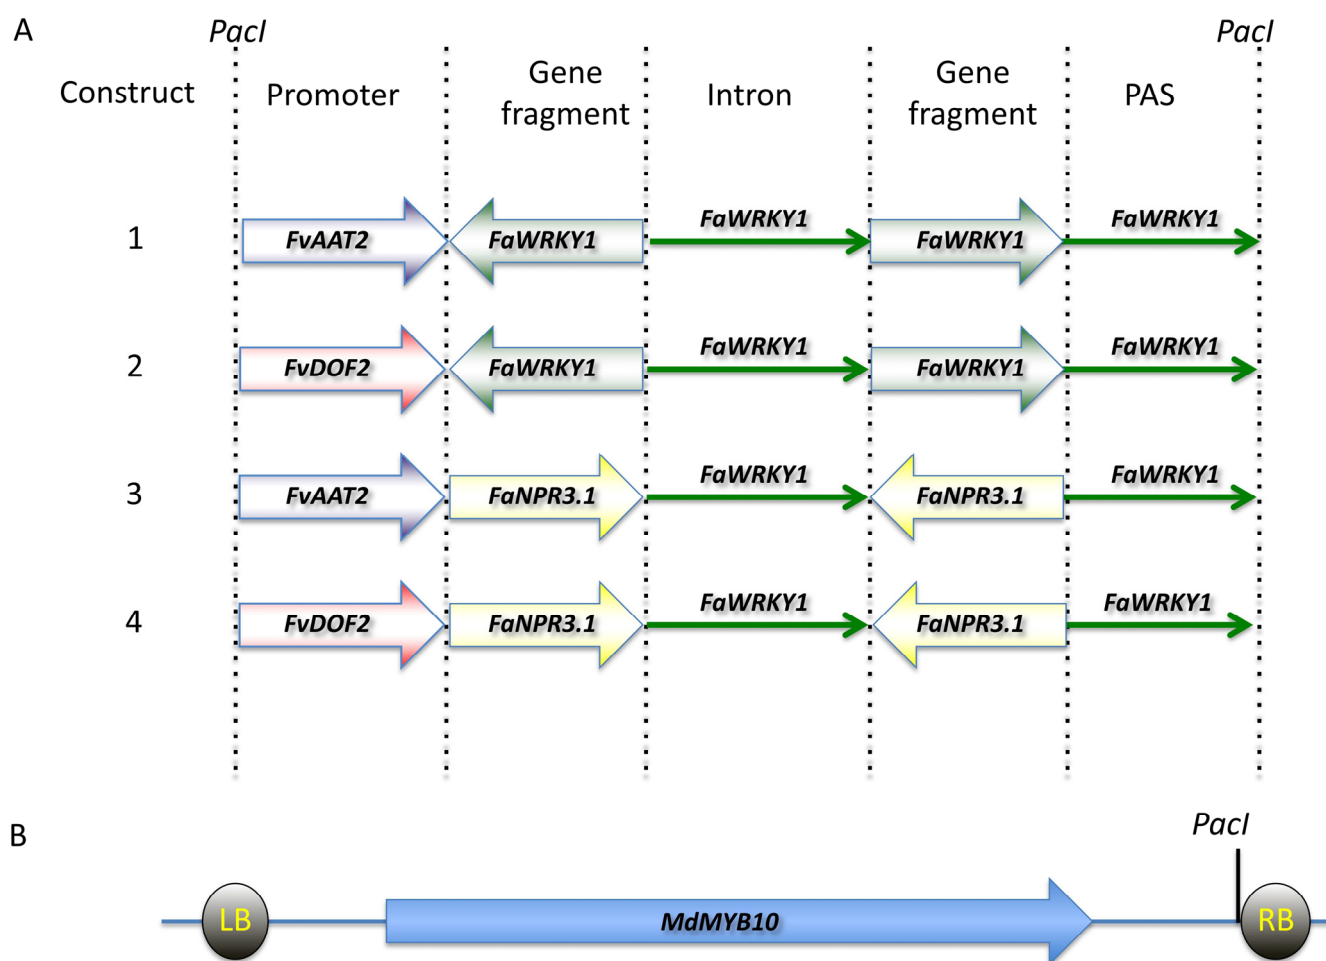 A
PacI
PacI
Construct
Promoter
Gene
fragment
Intron
Gene
fragment
PAS
1
FvAAT2
FaWRKY1
FaWRKY1
FaWRKY1
FaWRKY1
2
FvDOF2
FaWRKY1
FaWRKY1
FaWRKY1
FaWRKY1
3
FvAAT2
FaNPR3.1
FaWRKY1
FaNPR3.1
FaWRKY1
4
FvDOF2
FaNPR3.1
FaWRKY1
FaNPR3.1
FaWRKY1
B
PacI
LB
MdMYB10
RB